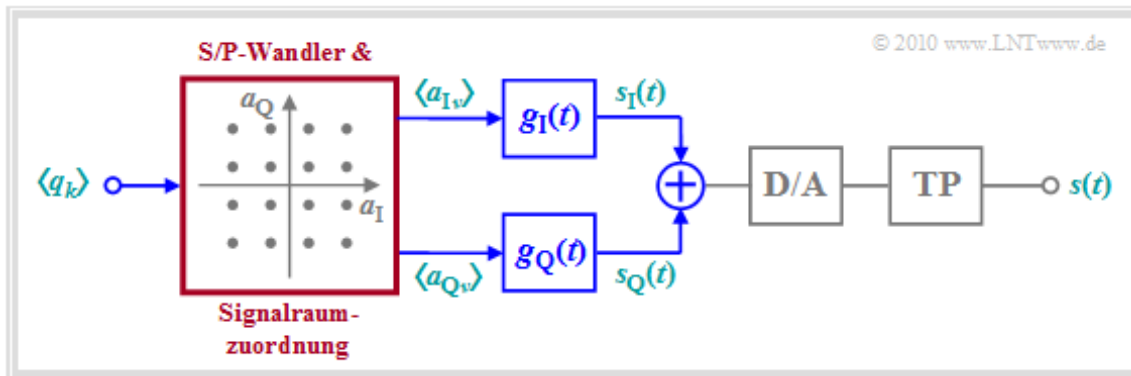 S/P-Wandler &
© 2010 www.LNTwww.de
a_Q
a_I
⟨q_k⟩
⟨a_Iν⟩
g_I(t)
s_I(t)
+
D/A
TP
s(t)
⟨a_Qν⟩
g_Q(t)
s_Q(t)
Signalraum-
zuordnung